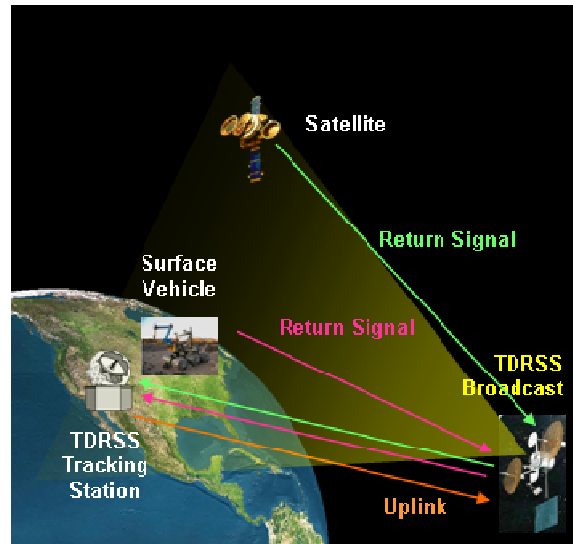 Satellite
Return Signal
Surface
Vehicle
Return Signal
TDRSS
Broadcast
TDRSS
Tracking
Station
Uplink